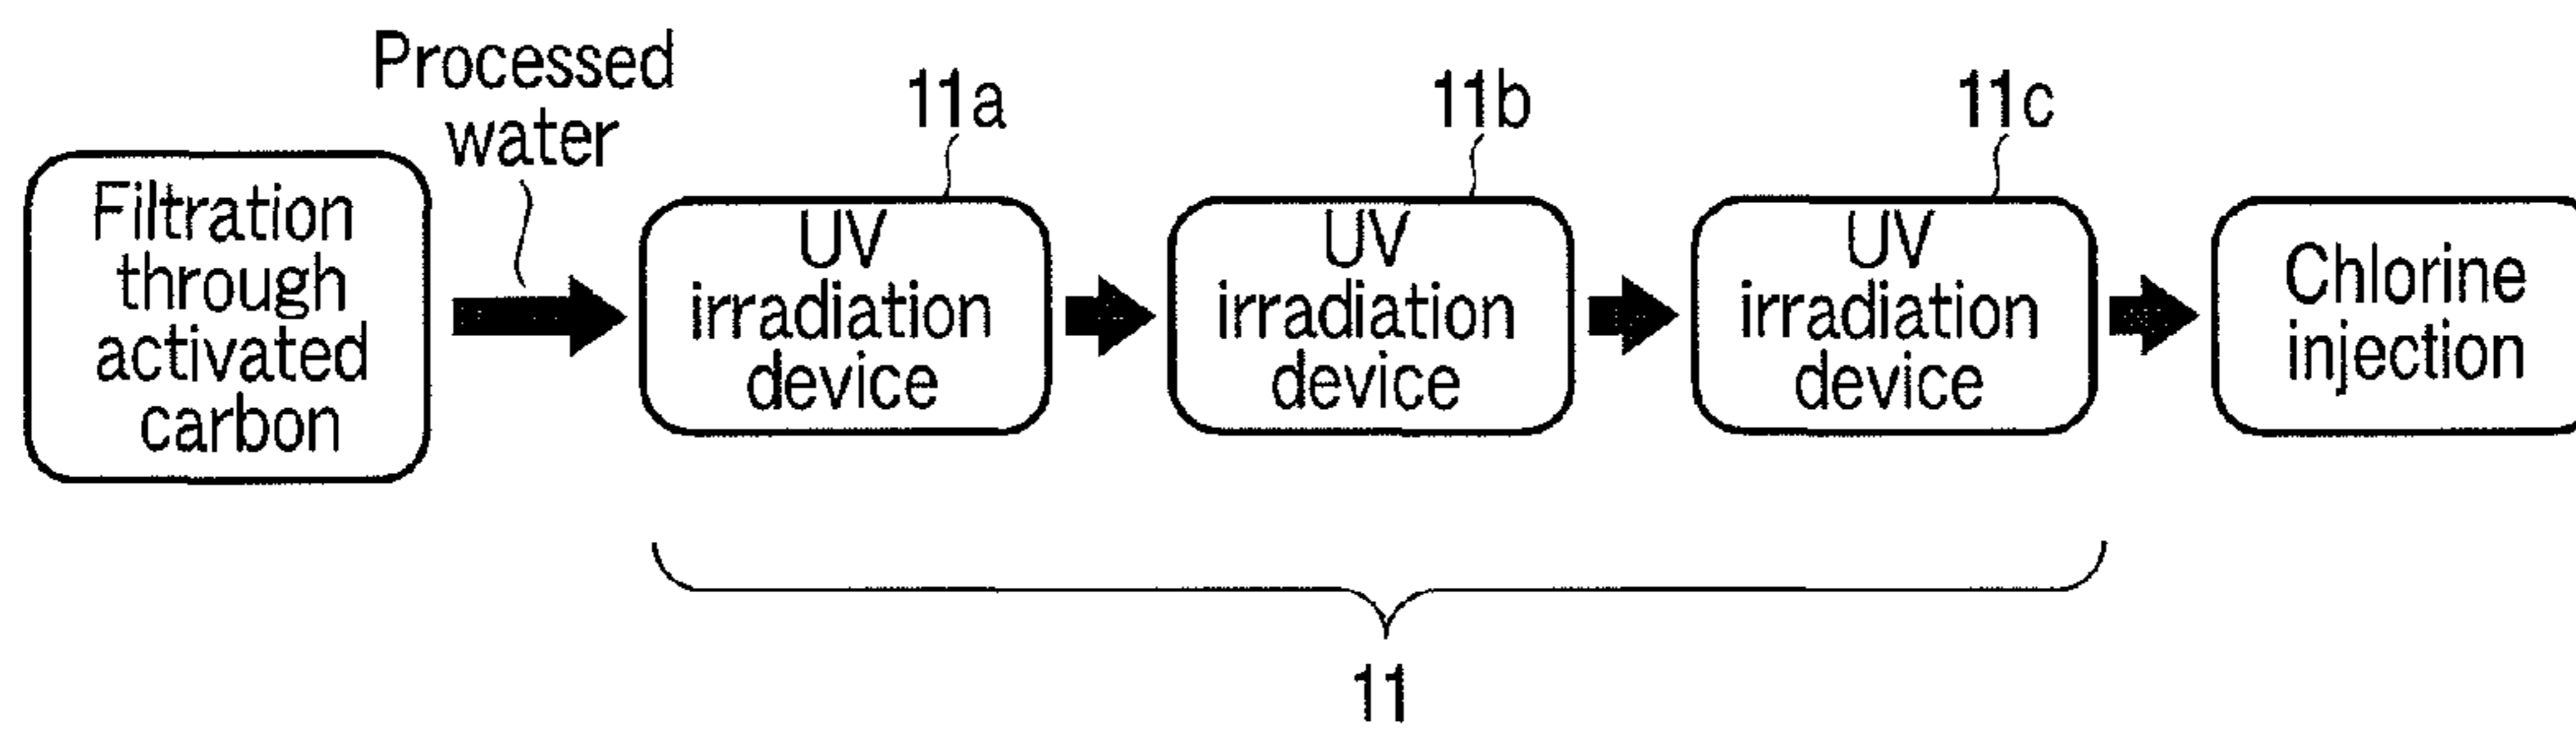 Processed
water
11a
11b
11c
Filtration
through
activated
carbon
UV
irradiation
device
UV
irradiation
device
UV
irradiation
device
Chlorine
injection
11